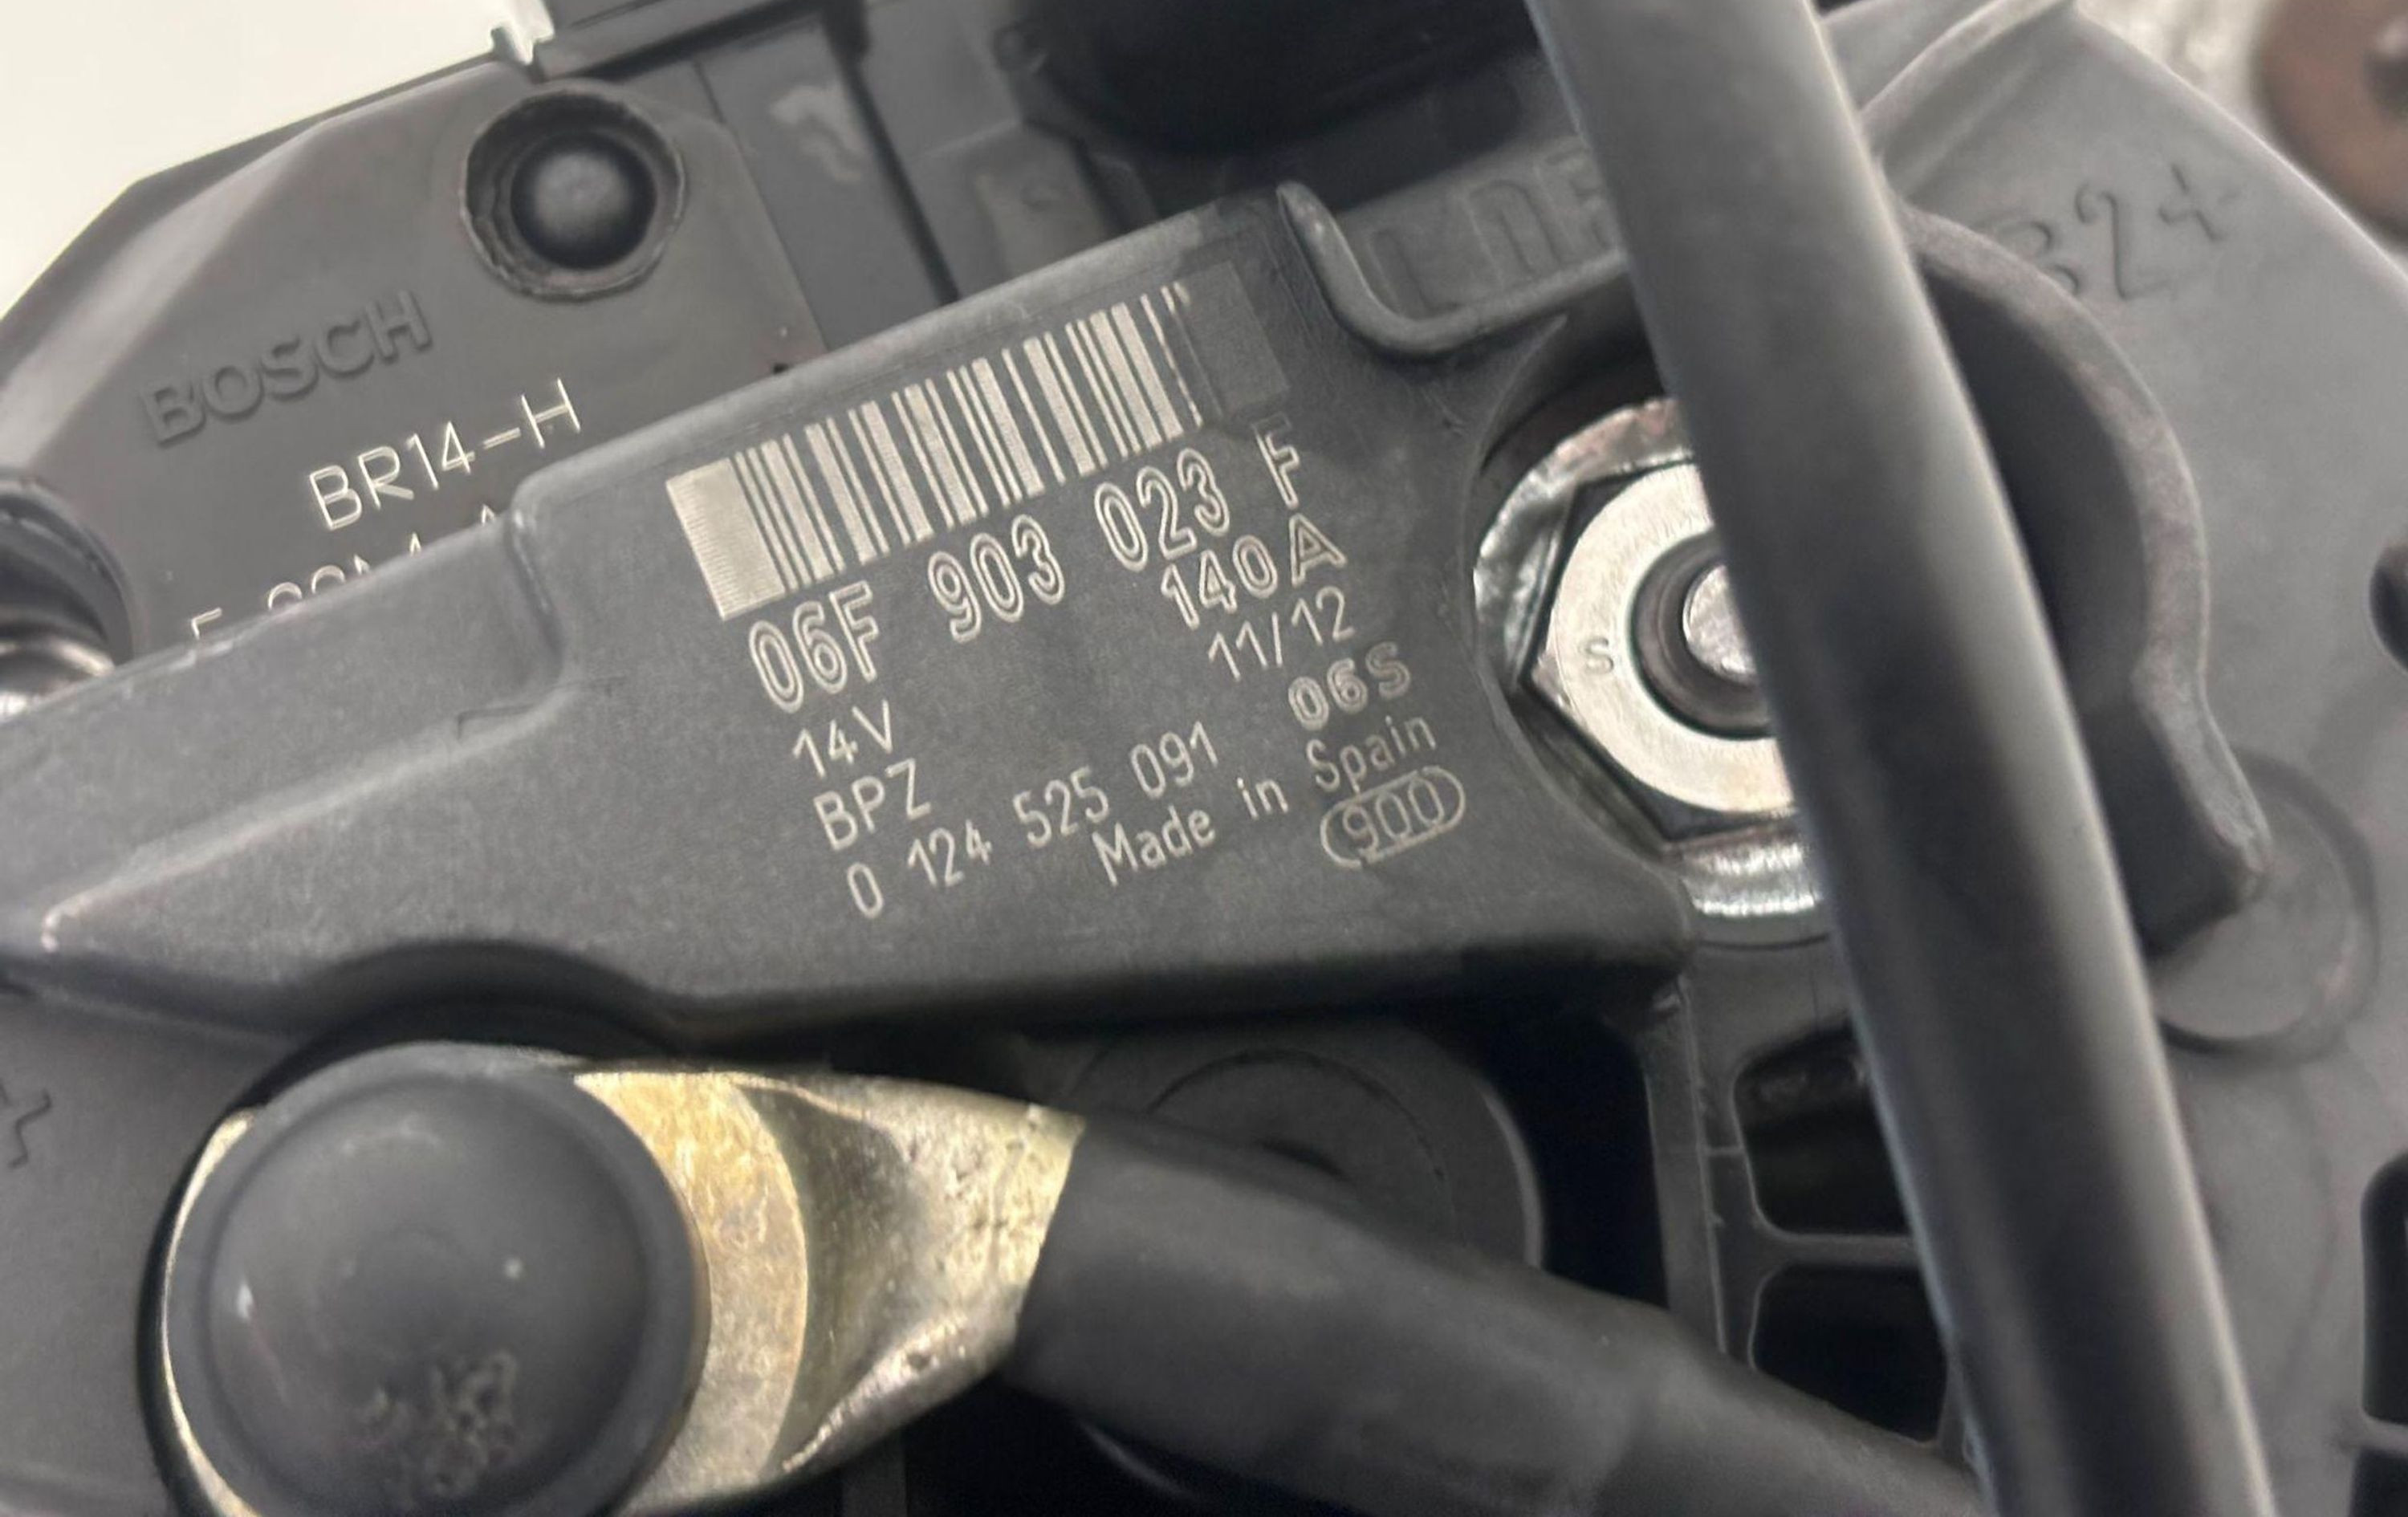 BOSCH
BR14-H
06F 903 023 F
14V 140A
BPZ 11/12
0 124 525 091 06S
Made in Spain
900
S
B2+